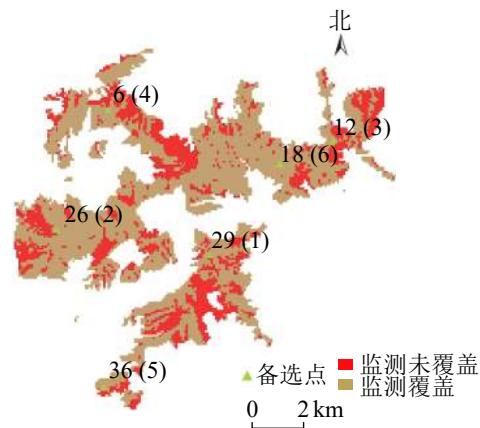 北
6 (4)
12 (3)
18 (6)
26 (2)
29 (1)
36 (5)
备选点
监测未覆盖
监测覆盖
0 2 km